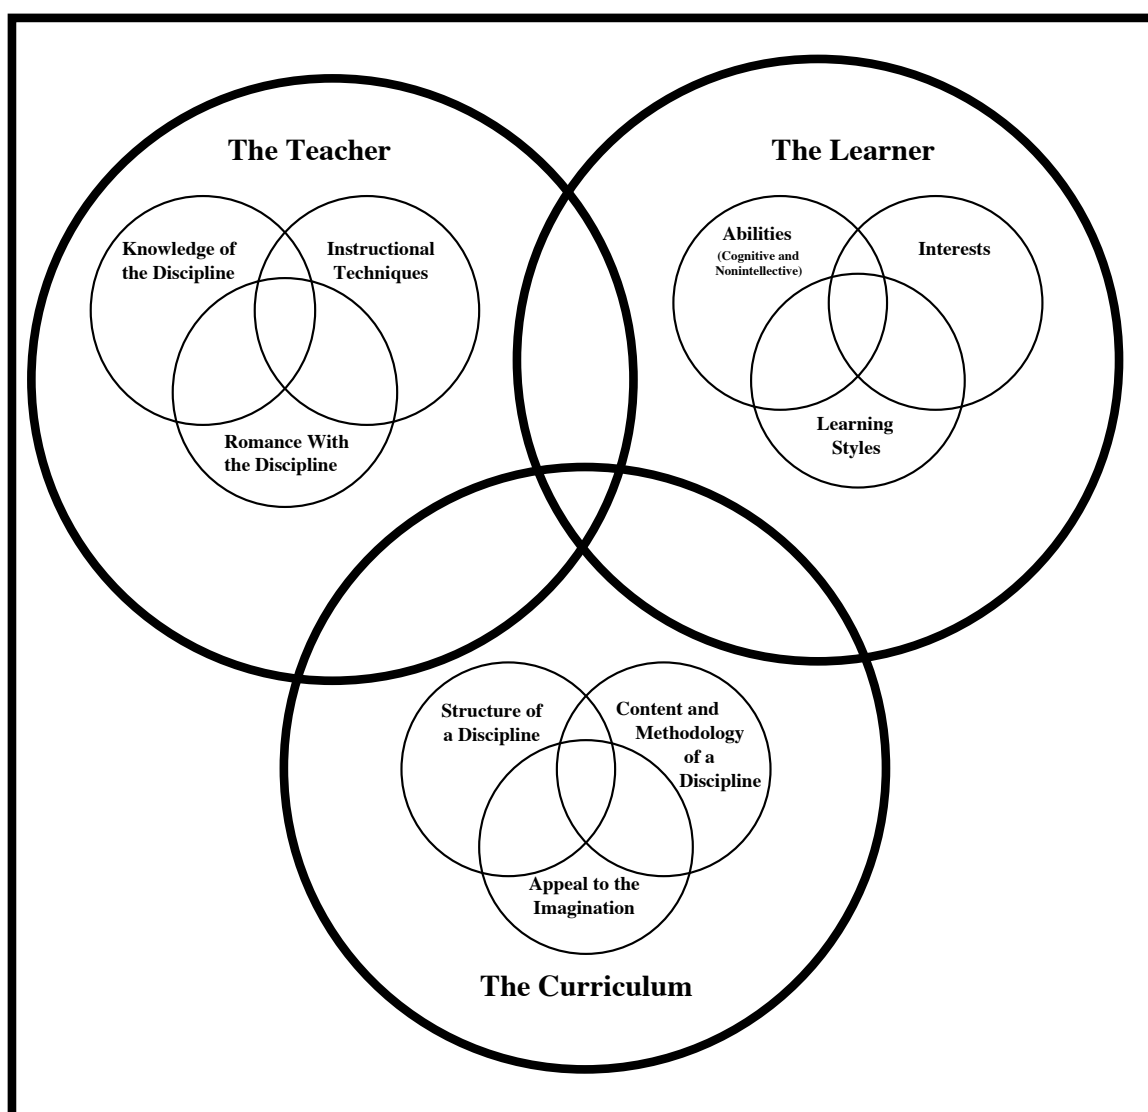 The Teacher
Knowledge of
the Discipline
Instructional
Techniques
Romance With
the Discipline
The Learner
Abilities
(Cognitive and
Nonintellective)
Interests
Learning
Styles
Structure of
a Discipline
Content and
Methodology
of a
Discipline
Appeal to the
Imagination
The Curriculum